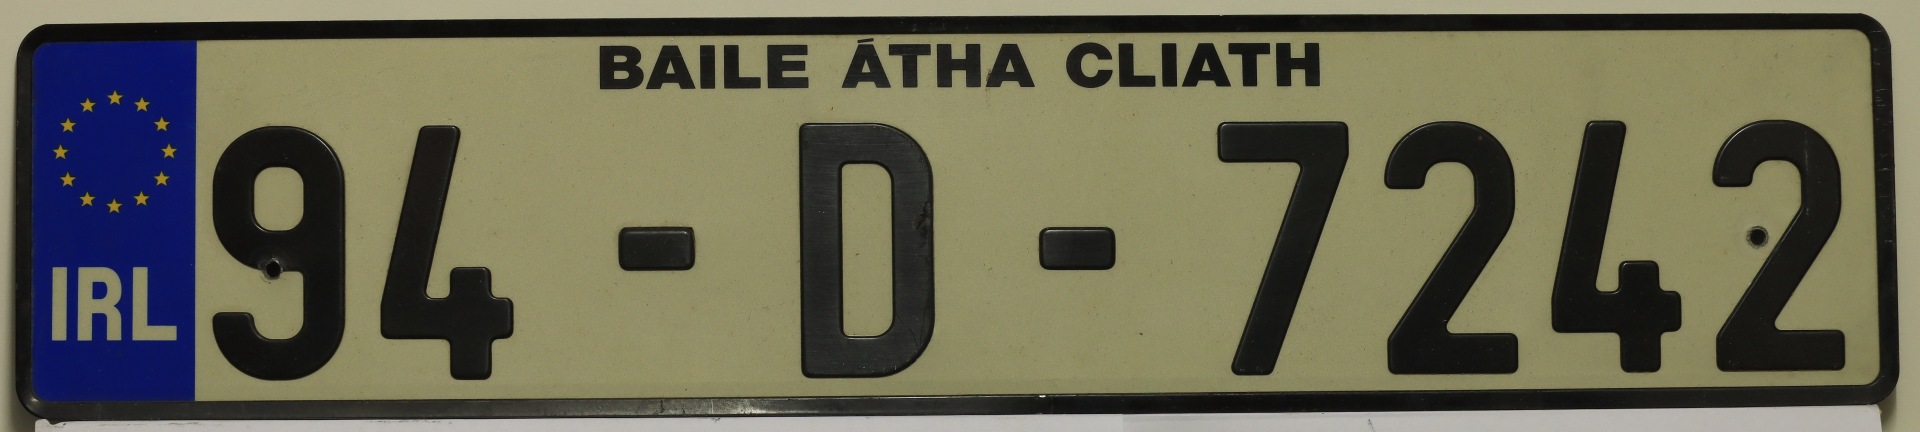 BAILE ÁTHA CLIATH
IRL
94-D-7242